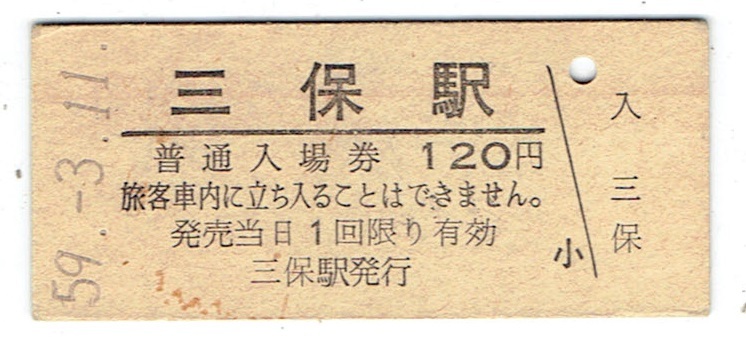 59.-3.11.
三保駅
普通入場券 120円
旅客車内に立ち入ることはできません。
発売当日1回限り有効
三保駅発行
小
入
三
保